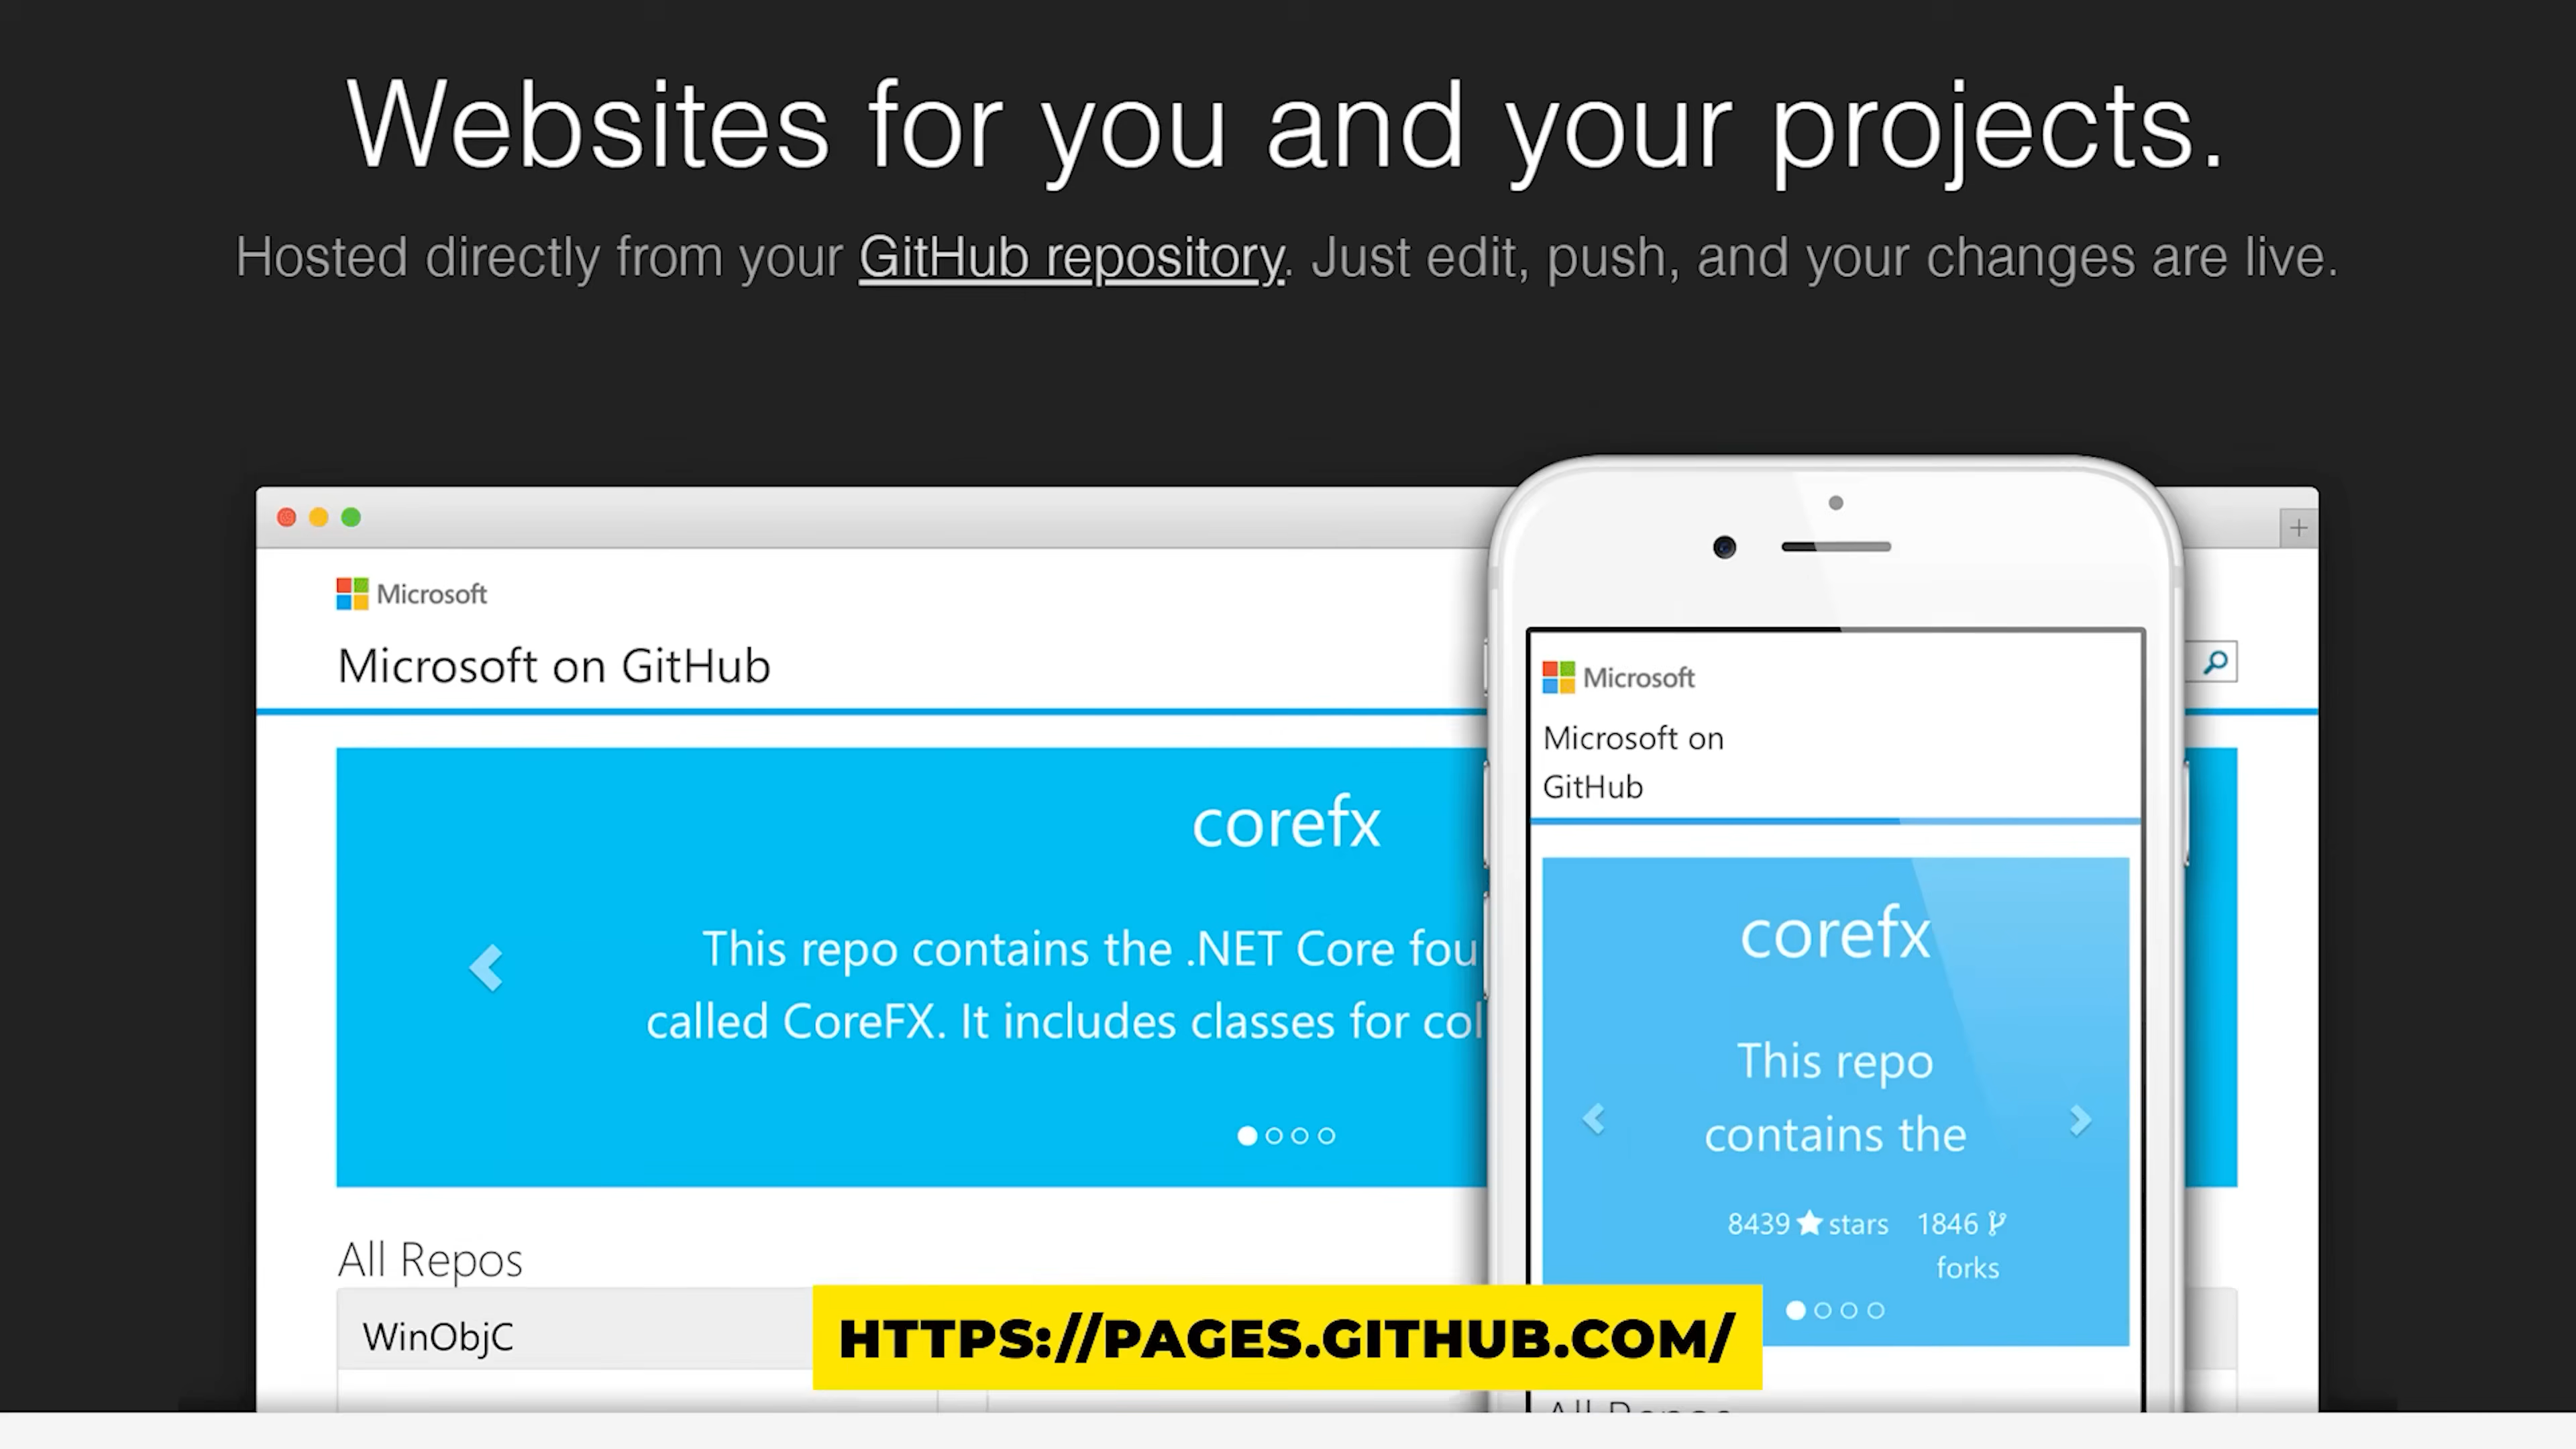 Websites for you and your projects.
Hosted directly from your GitHub repository. Just edit, push, and your changes are live.
Microsoft
Microsoft on GitHub
corefx
This repo contains the .NET Core fou
called CoreFX. It includes classes for col
All Repos
WinObjC
Microsoft
Microsoft on
GitHub
corefx
This repo
contains the
8439 stars 1846
forks
All Repos
HTTPS://PAGES.GITHUB.COM/